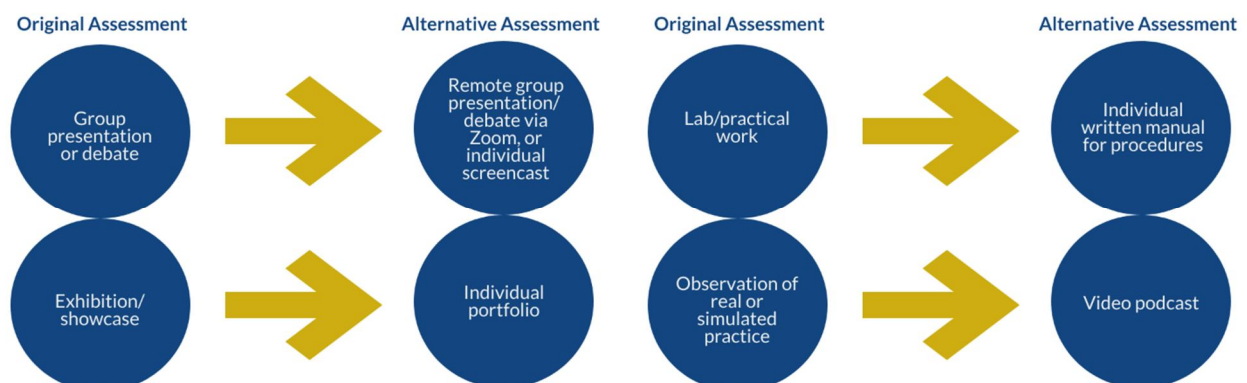 Original Assessment
Alternative Assessment
Original Assessment
Alternative Assessment
Group
presentation
or debate
Remote group
presentation/
debate via
Zoom, or
individual
screencast
Lab/practical
work
Individual
written manual
for procedures
Exhibition/
showcase
Individual
portfolio
Observation of
real or
simulated
practice
Video podcast